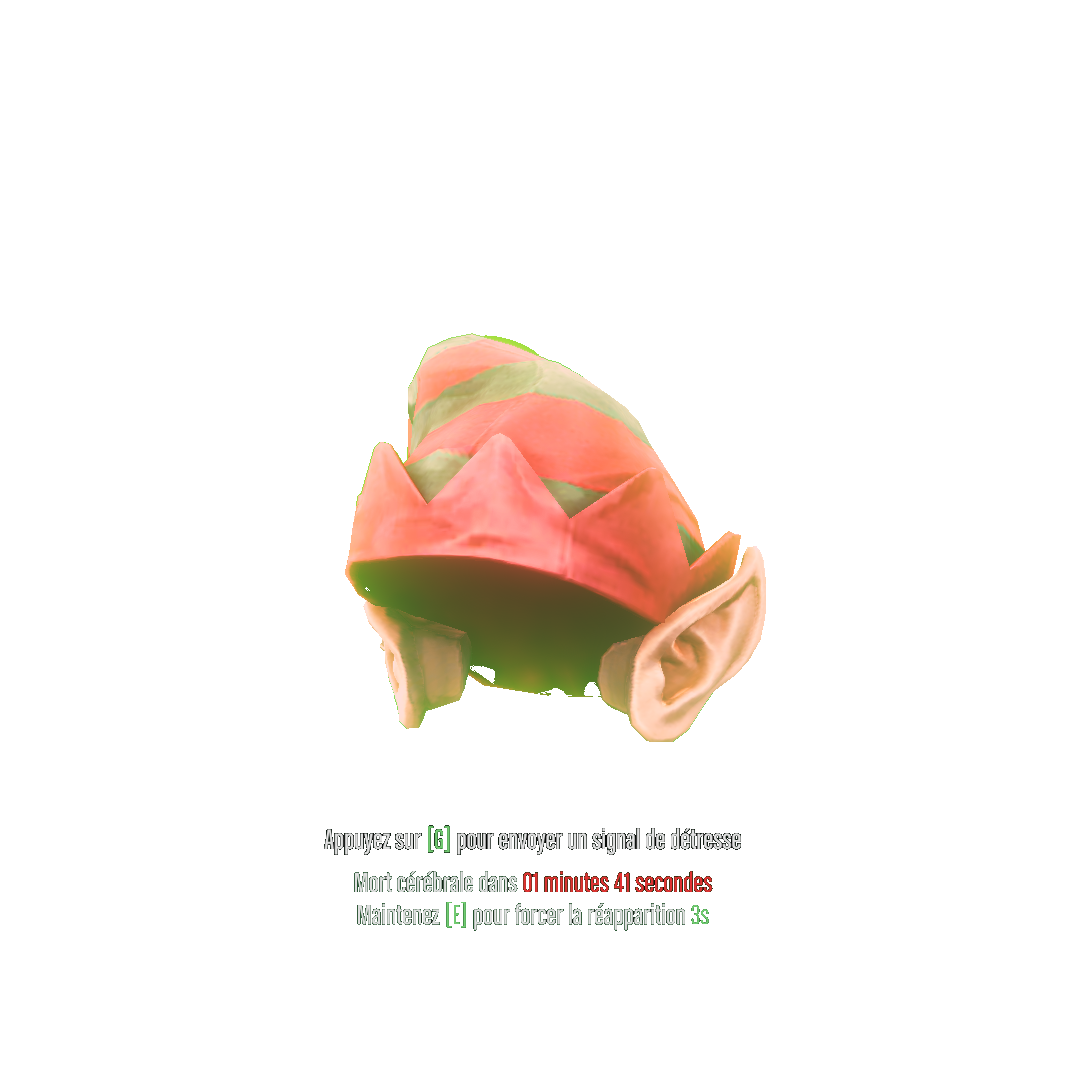 Appuyez sur [G] pour envoyer un signal de détresse
Mort cérébrale dans 01 minutes 41 secondes
Maintenez [E] pour forcer la réapparition 3s